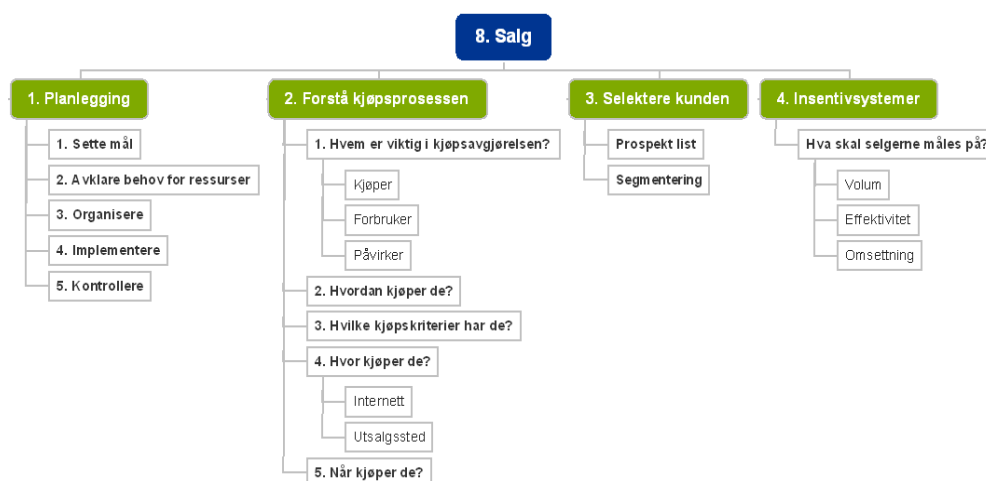 8. Salg
1. Planlegging
1. Sette mål
2. Avklare behov for ressurser
3. Organisere
4. Implementere
5. Kontrollere
2. Forstå kjøpsprosessen
1. Hvem er viktig i kjøpsavgjørelsen?
Kjøper
Forbruker
Påvirker
2. Hvordan kjøper de?
3. Hvilke kjøpskriterier har de?
4. Hvor kjøper de?
Internett
Utsalgssted
5. Når kjøper de?
3. Selektere kunden
Prospekt list
Segmentering
4. Insentivsystemer
Hva skal selgerne måles på?
Volum
Effektivitet
Omsettning